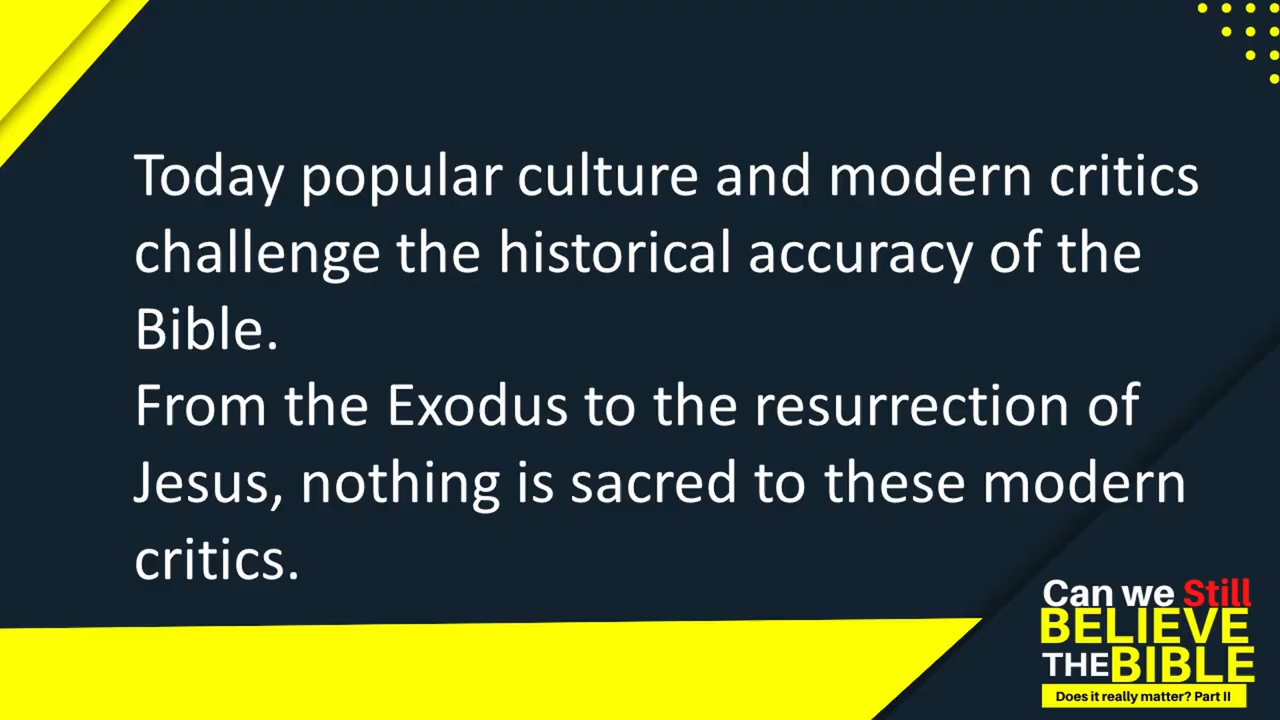 Today popular culture and modern critics
challenge the historical accuracy of the
Bible.
From the Exodus to the resurrection of
Jesus, nothing is sacred to these modern
critics.
Can we Still
BELIEVE
THE BIBLE
Does it really matter? Part II